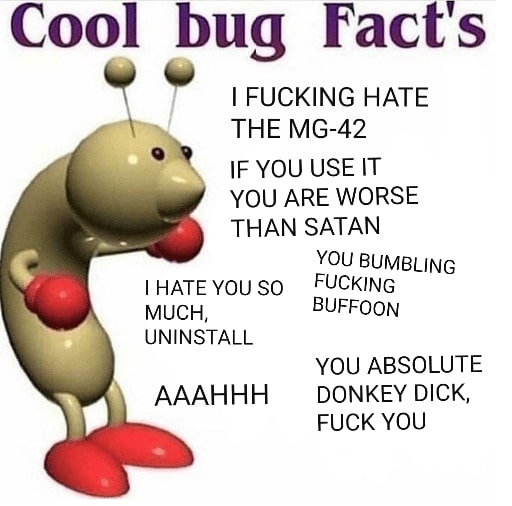 Cool bug Fact's
I FUCKING HATE
THE MG-42
IF YOU USE IT
YOU ARE WORSE
THAN SATAN
YOU BUMBLING
FUCKING
BUFFOON
I HATE YOU SO
MUCH,
UNINSTALL
YOU ABSOLUTE
DONKEY DICK,
FUCK YOU
AAAHHH